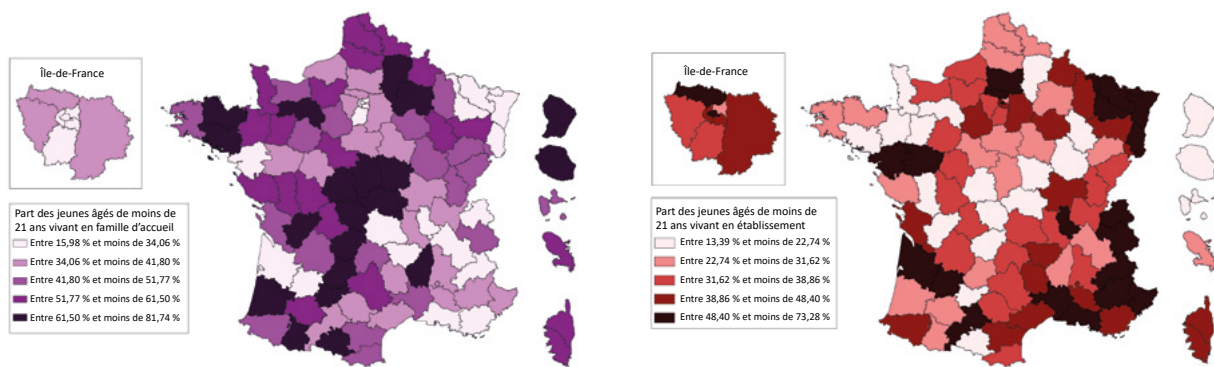 Île-de-France
Part des jeunes âgés de moins de
21 ans vivant en famille d'accueil
Entre 15,98 % et moins de 34,06 %
Entre 34,06 % et moins de 41,80 %
Entre 41,80 % et moins de 51,77 %
Entre 51,77 % et moins de 61,50 %
Entre 61,50 % et moins de 81,74 %
Île-de-France
Part des jeunes âgés de moins de
21 ans vivant en établissement
Entre 13,39 % et moins de 22,74 %
Entre 22,74 % et moins de 31,62 %
Entre 31,62 % et moins de 38,86 %
Entre 38,86 % et moins de 48,40 %
Entre 48,40 % et moins de 73,28 %